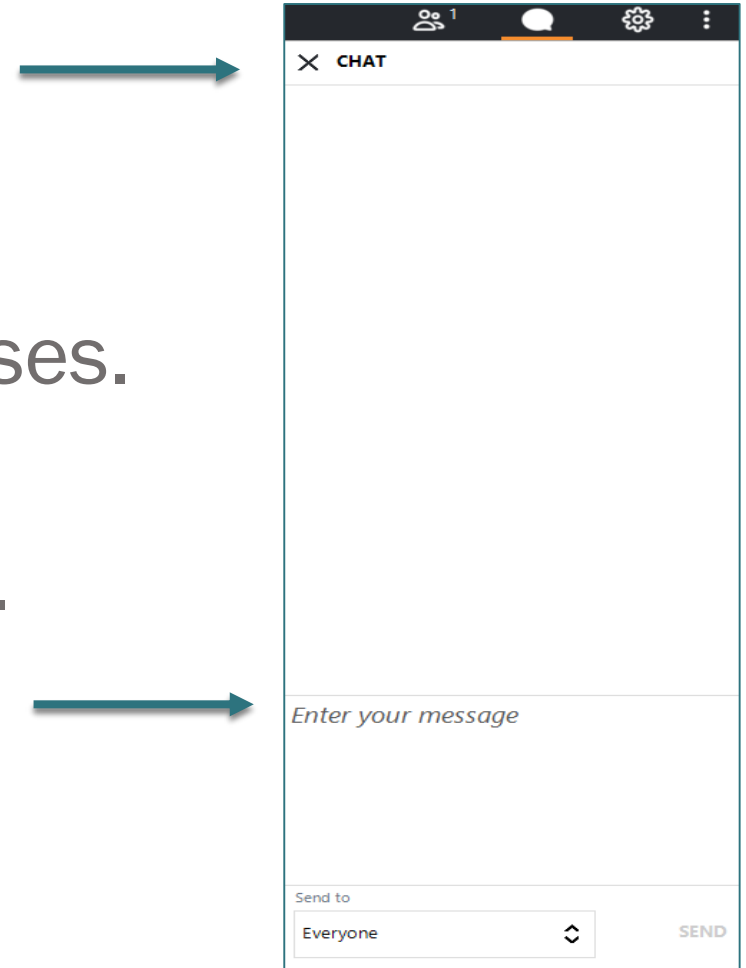 1
CHAT
ses.
.
Enter your message
Send to
Everyone
SEND